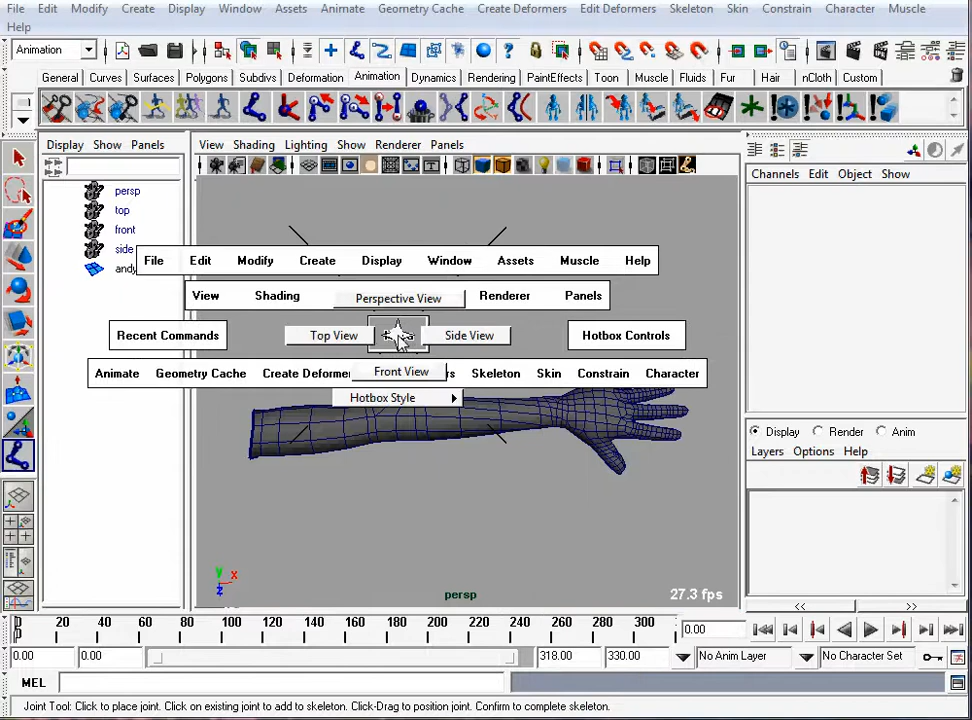 File Edit Modify Create Display Window Assets Animate Geometry Cache Create Deformers Edit Deformers Skeleton Skin Constrain Character Muscle
Help
Animation
General Curves Surfaces Polygons Subdivs Deformation Animation Dynamics Rendering PaintEffects Toon Muscle Fluids Fur Hair nCloth Custom
Display Show Panels
View Shading Lighting Show Renderer Panels
Channels Edit Object Show
persp
top
front
side
andy
File Edit Modify Create Display Window Assets Muscle Help
View Shading Perspective View Renderer Panels
Recent Commands Top View Side View Hotbox Controls
Animate Geometry Cache Create Deformer Front View rs Skeleton Skin Constrain Character
Hotbox Style
Display Render Anim
Layers Options Help
y x z
persp
27.3 fps
0 20 40 60 80 100 120 140 160 180 200 220 240 260 280 300 0.00
0.00 0.00 318.00 330.00 No Anim Layer No Character Set
MEL
Joint Tool: Click to place joint. Click on existing joint to add to skeleton. Click-Drag to position joint. Confirm to complete skeleton.